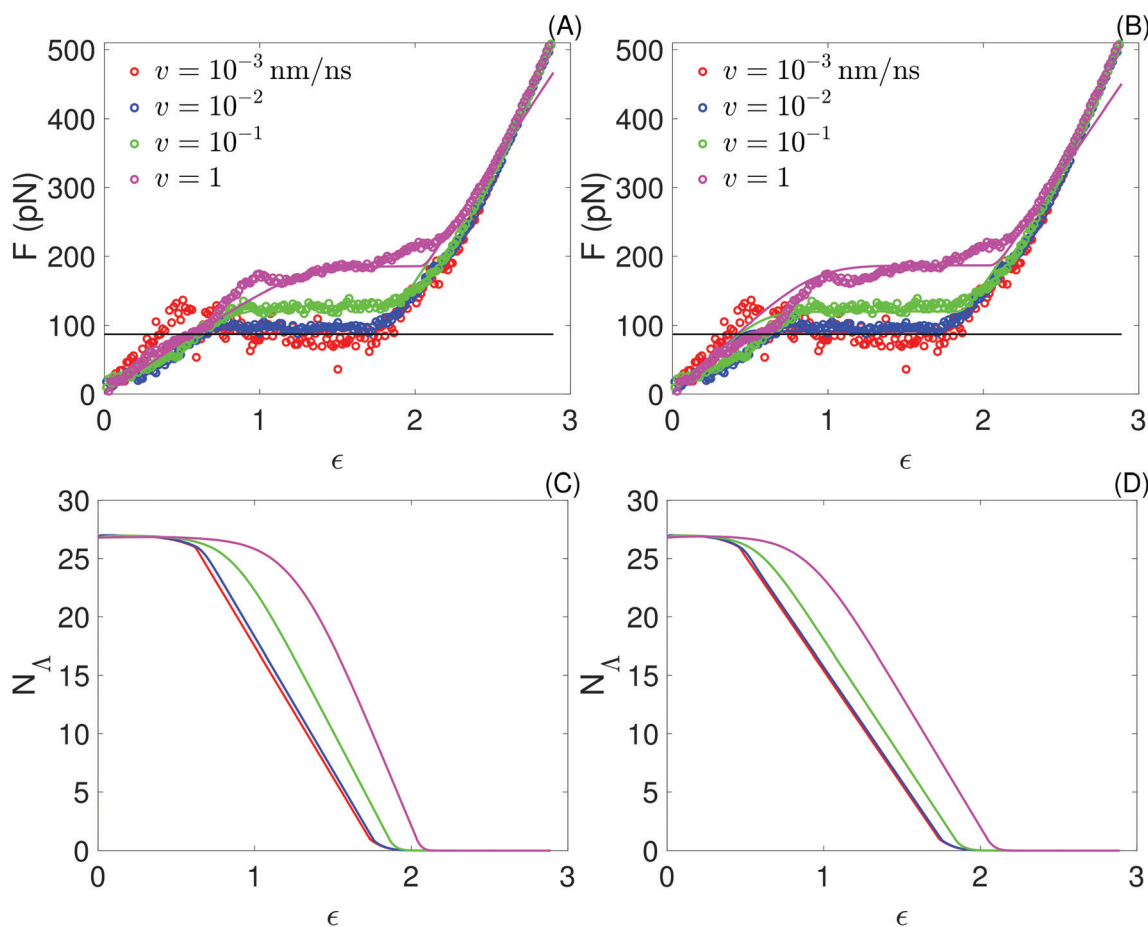 (A)
500
400
300
200
100
0
F (pN)
v = 10⁻³ nm/ns
v = 10⁻²
v = 10⁻¹
v = 1
0 1 2 3
ϵ
(B)
500
400
300
200
100
0
F (pN)
v = 10⁻³ nm/ns
v = 10⁻²
v = 10⁻¹
v = 1
0 1 2 3
ϵ
(C)
30
25
20
15
10
5
0
N_Λ
0 1 2 3
ϵ
(D)
30
25
20
15
10
5
0
N_Λ
0 1 2 3
ϵ